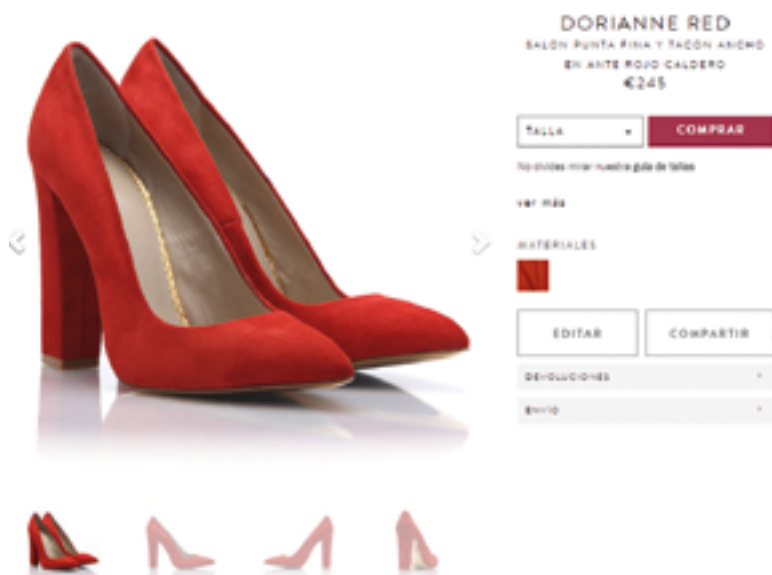 DORIANNE RED
SALÓN PUNTA FINA Y TACÓN ANCHO
EN ANTE ROJO CALDERO
€245
TALLA
COMPRAR
No olvides mirar nuestra guía de tallas
ver más
MATERIALES
EDITAR
COMPARTIR
DEVOLUCIONES
ENVÍO